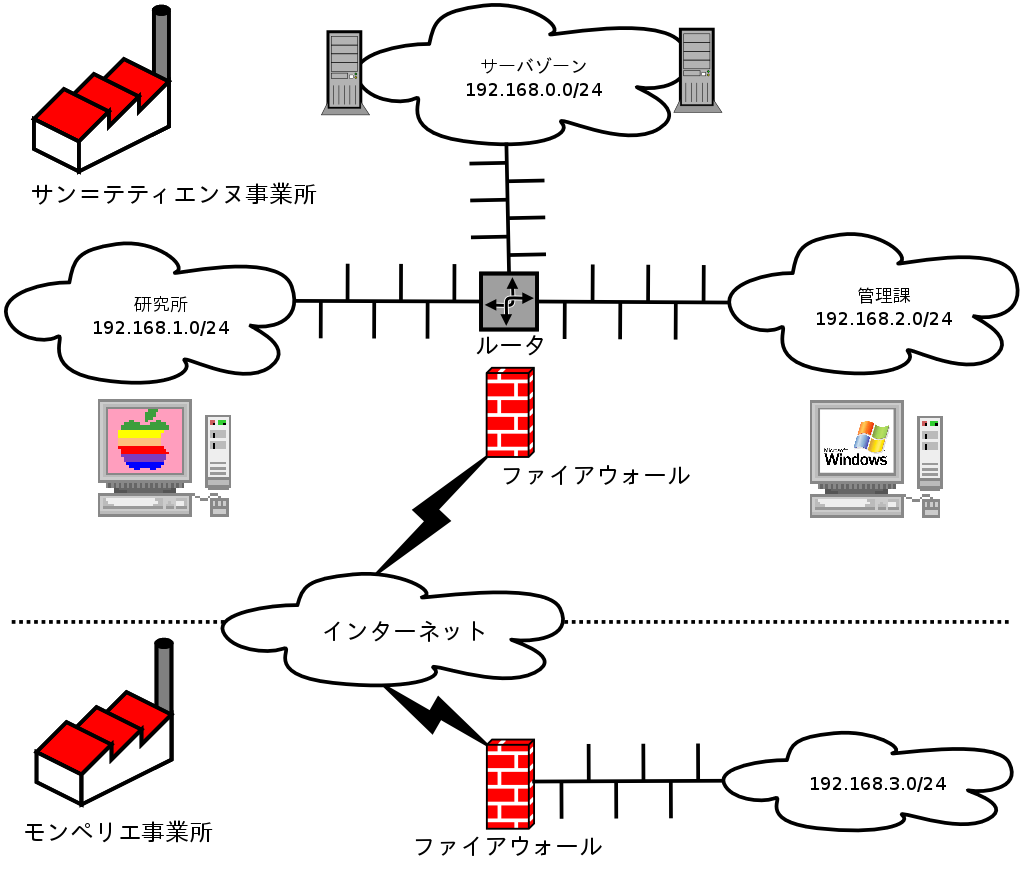 サーバゾーン
192.168.0.0/24
サン＝テティエンヌ事業所
研究所
192.168.1.0/24
管理課
192.168.2.0/24
ルータ
Microsoft
Windows
ファイアウォール
インターネット
モンペリエ事業所
192.168.3.0/24
ファイアウォール